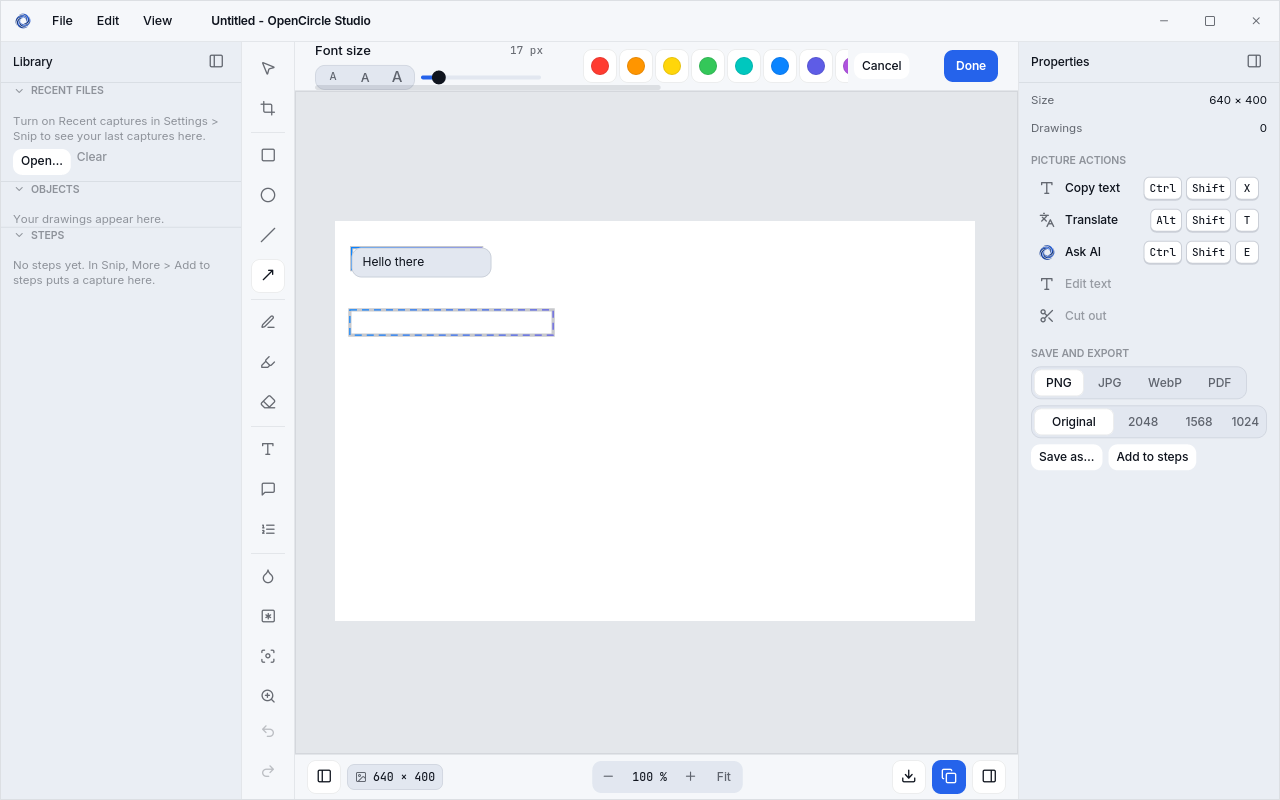 File Edit View Untitled - OpenCircle Studio
Library
RECENT FILES
Turn on Recent captures in Settings >
Snip to see your last captures here.
Open... Clear
OBJECTS
Your drawings appear here.
STEPS
No steps yet. In Snip, More > Add to
steps puts a capture here.
Font size 17 px
A A A
Cancel Done
Hello there
640 × 400
100 % Fit
Properties
Size 640 × 400
Drawings 0
PICTURE ACTIONS
Copy text Ctrl Shift X
Translate Alt Shift T
Ask AI Ctrl Shift E
Edit text
Cut out
SAVE AND EXPORT
PNG JPG WebP PDF
Original 2048 1568 1024
Save as... Add to steps